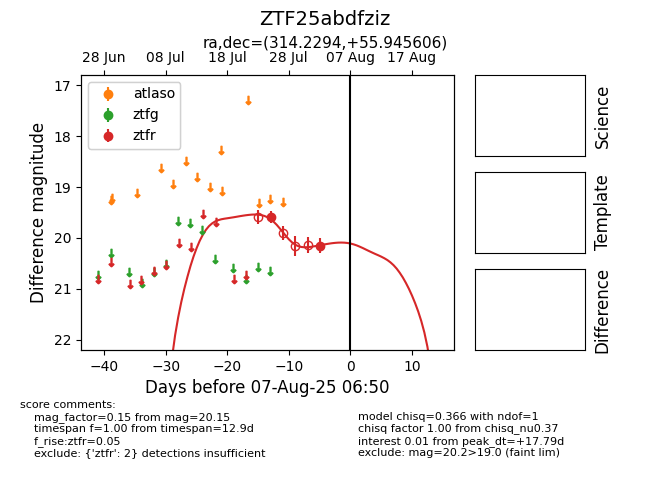 ZTF25abdfziz
ra,dec=(314.2294,+55.945606)
28 Jun 08 Jul 18 Jul 28 Jul 07 Aug 17 Aug
atlaso
ztfg
ztfr
17
18
19
20
21
22
Difference magnitude
−40 −30 −20 −10 0 10
Days before 07-Aug-25 06:50
Science
Template
Difference
score comments:
mag_factor=0.15 from mag=20.15
timespan f=1.00 from timespan=12.9d
f_rise:ztfr=0.05
exclude: {'ztfr': 2} detections insufficient
model chisq=0.366 with ndof=1
chisq factor 1.00 from chisq_nu0.37
interest 0.01 from peak_dt=+17.79d
exclude: mag=20.2>19.0 (faint lim)